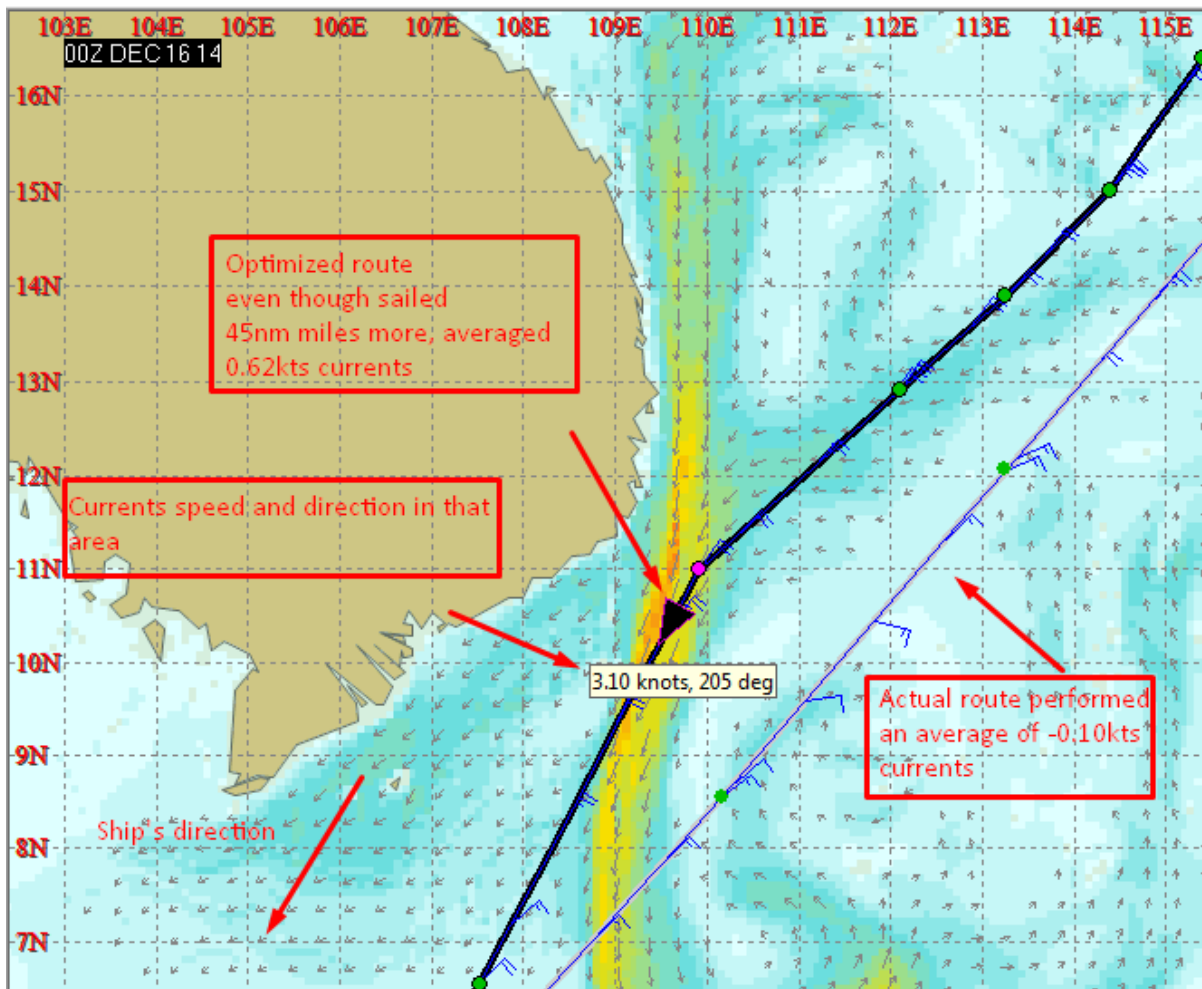 103E 104E 105E 106E 107E 108E 109E 110E 111E 112E 113E 114E 115E
00Z DEC 16 14
16N
15N
14N
13N
12N
11N
10N
9N
8N
7N
Optimized route
even though sailed
45nm miles more, averaged
0.62kts currents
Currents speed and direction in that
area
3.10 knots, 205 deg
Actual route performed
an average of -0.10kts
currents
Ship's direction